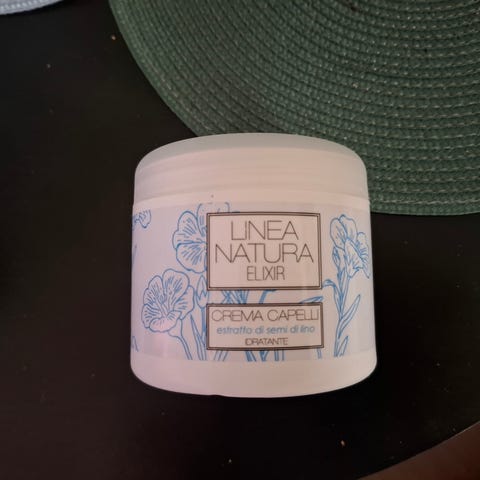 LINEA
NATURA
ELIXIR
CREMA CAPELLI
estratto di semi di lino
IDRATANTE